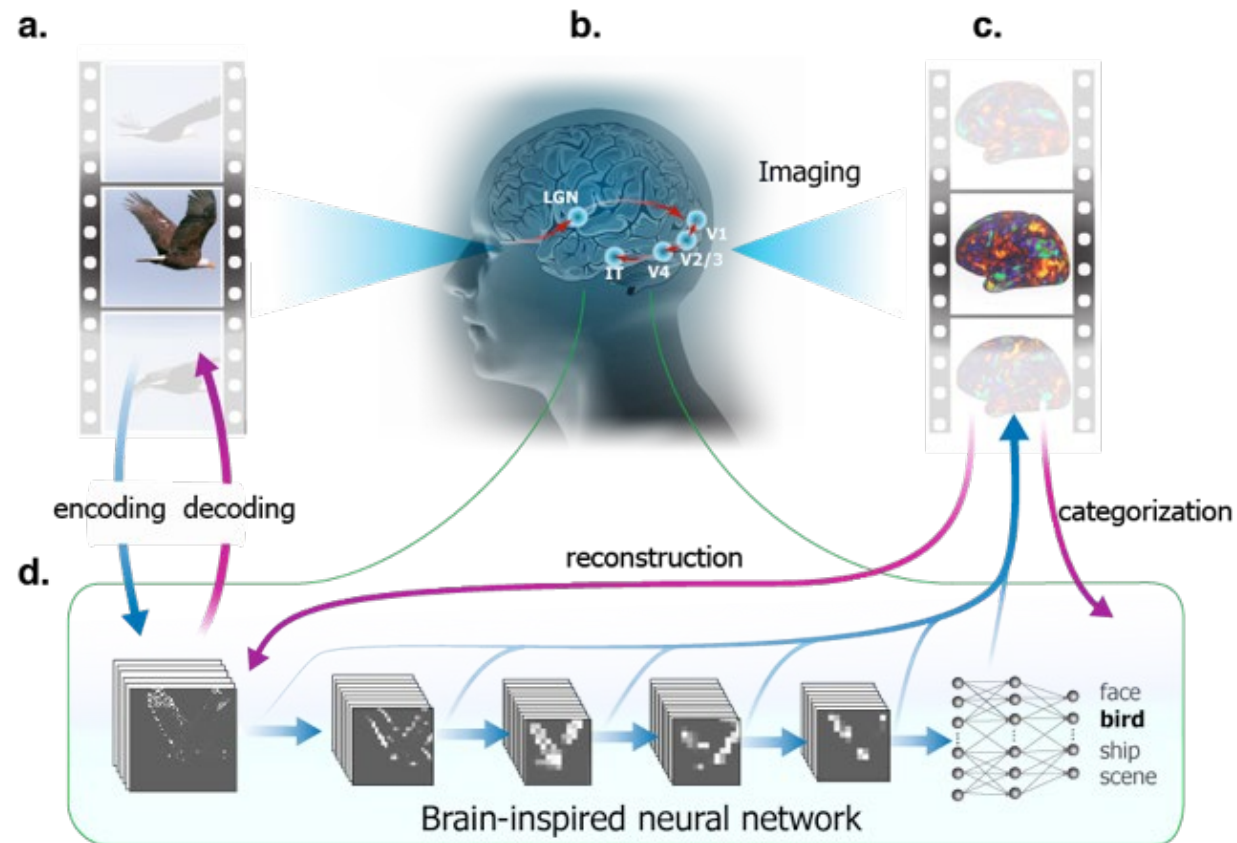 a.
b.
c.
Imaging
LGN
V1
V2/3
V4
IT
encoding
decoding
categorization
reconstruction
d.
face
bird
ship
scene
Brain-inspired neural network